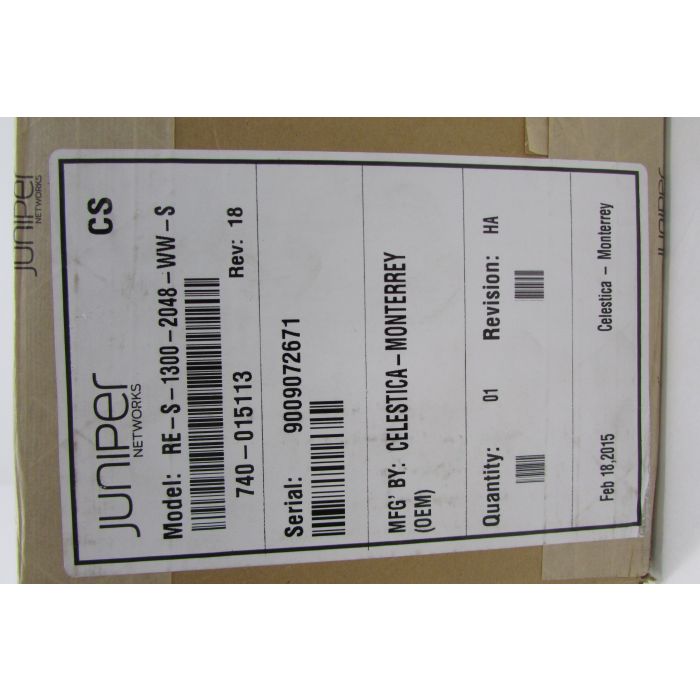 JUNIPER
NETWORKS
CS
Model: RE-S-1300-2048-WW-S
740-015113 Rev: 18
Serial: 9009072671
MFG' BY: CELESTICA-MONTERREY
(OEM)
Quantity: 01 Revision: HA
Feb 18,2015 Celestica - Monterrey
JUNIPER
NETWORKS